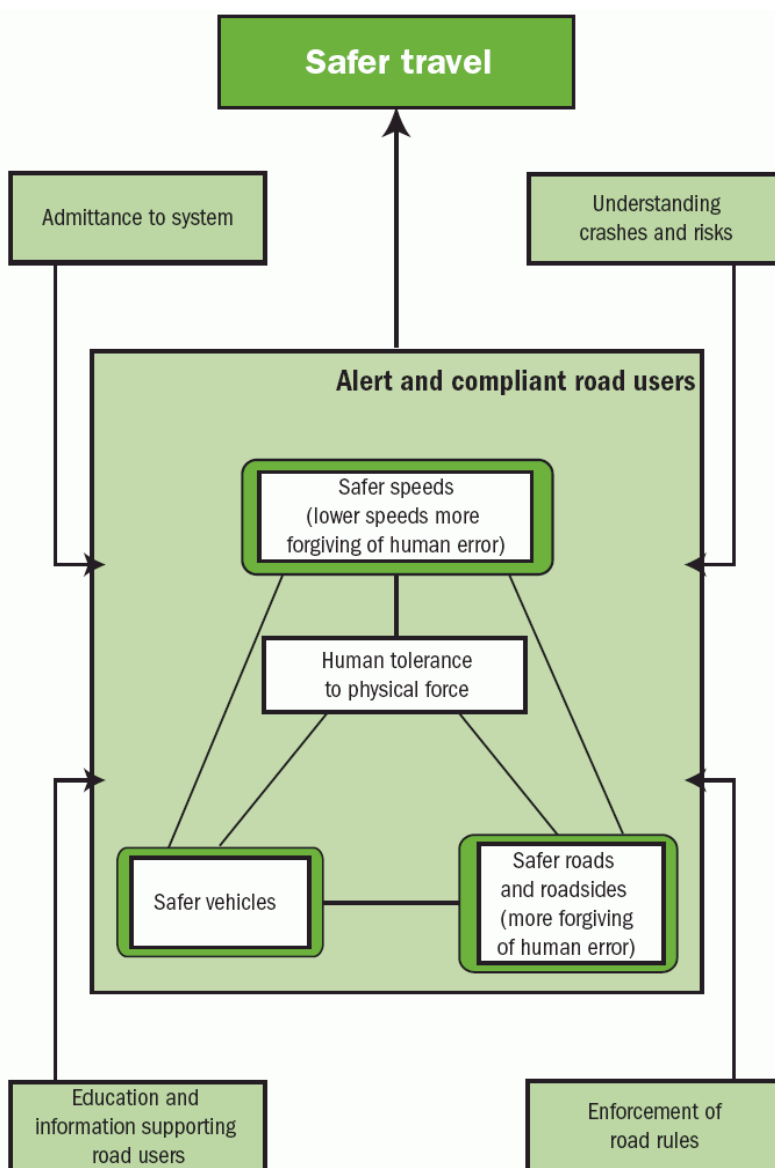 Safer travel
Admittance to system
Understanding
crashes and risks
Alert and compliant road users
Safer speeds
(lower speeds more
forgiving of human error)
Human tolerance
to physical force
Safer vehicles
Safer roads
and roadsides
(more forgiving
of human error)
Education and
information supporting
road users
Enforcement of
road rules